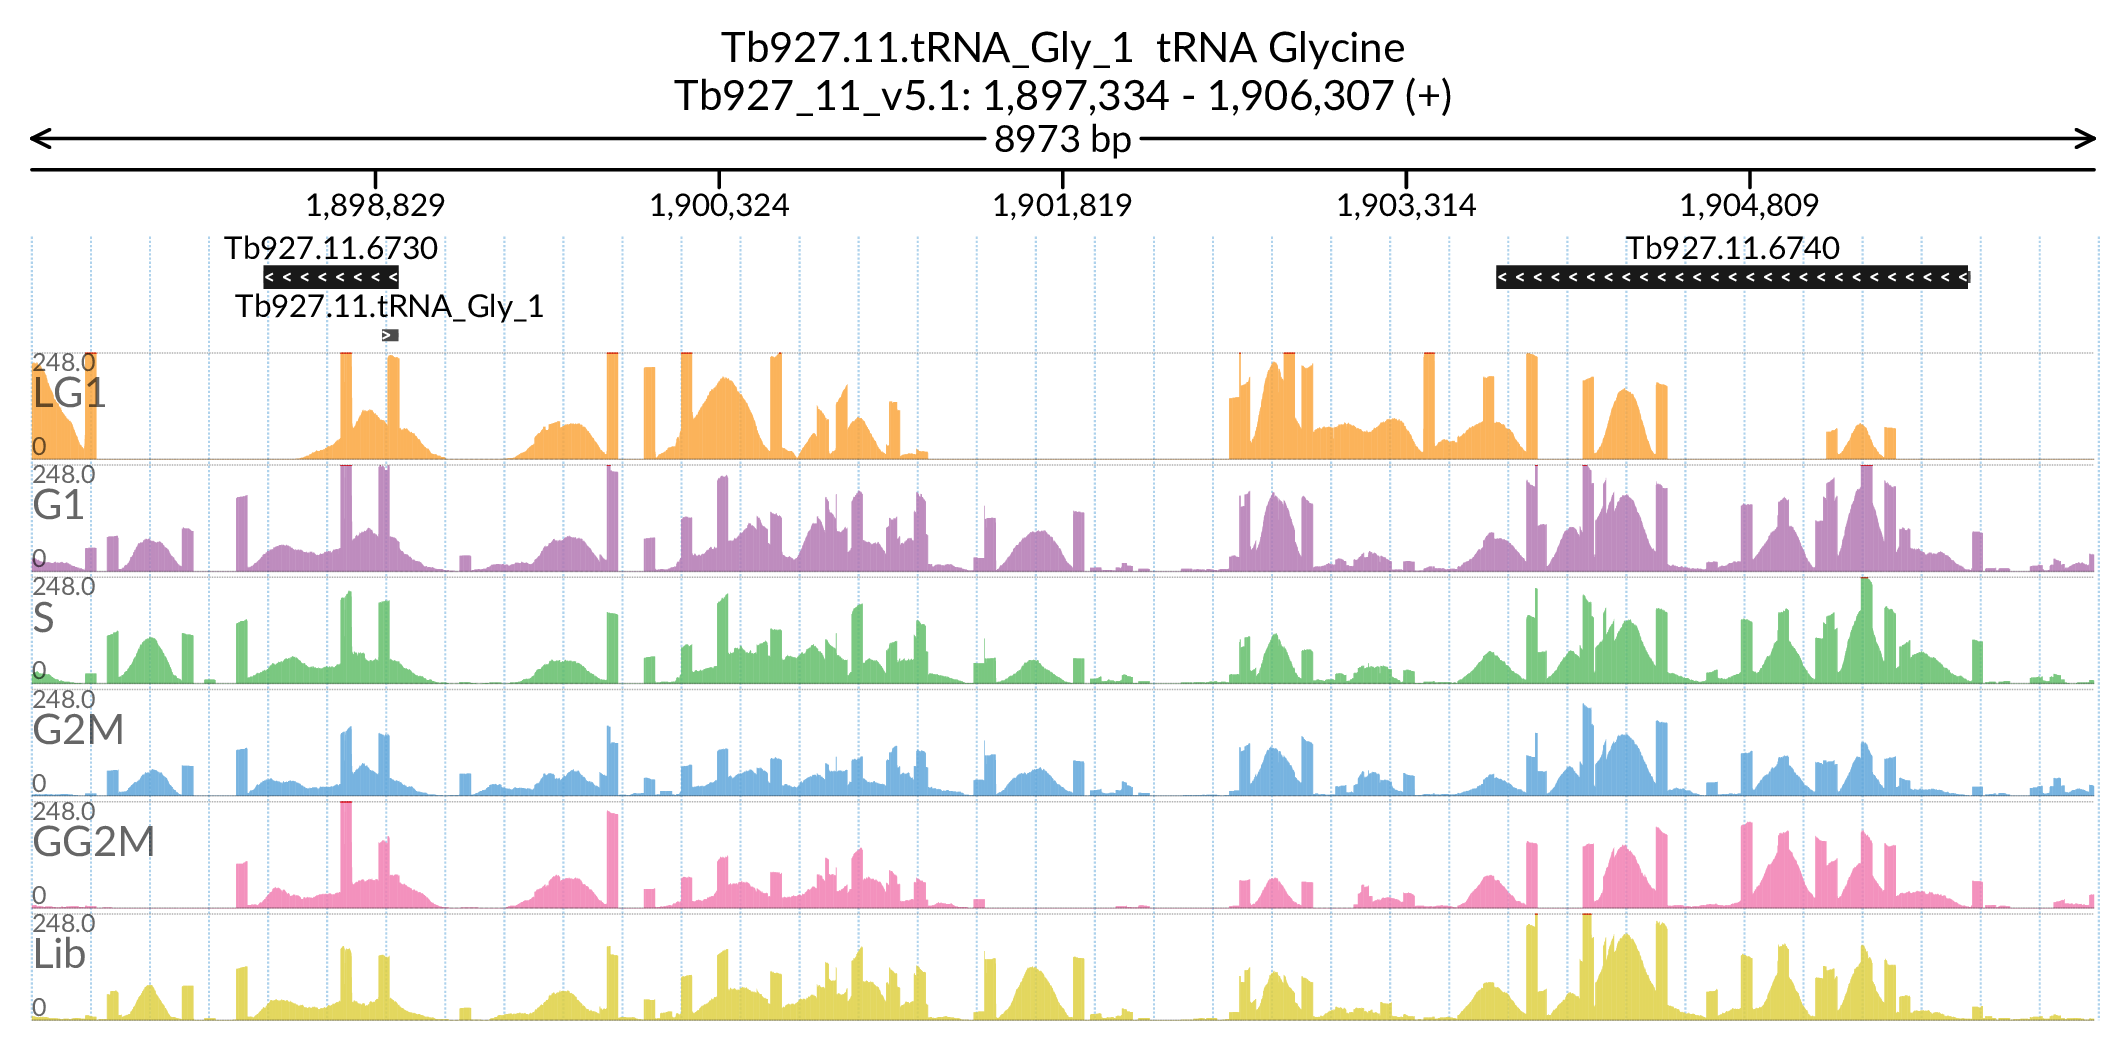 Tb927.11.tRNA_Gly_1  tRNA Glycine
Tb927_11_v5.1: 1,897,334 - 1,906,307 (+)
8973 bp
1,898,829 1,900,324 1,901,819 1,903,314 1,904,809
Tb927.11.6730 Tb927.11.6740
Tb927.11.tRNA_Gly_1
248.0
LG1
0
248.0
G1
0
248.0
S
0
248.0
G2M
0
248.0
GG2M
0
248.0
Lib
0